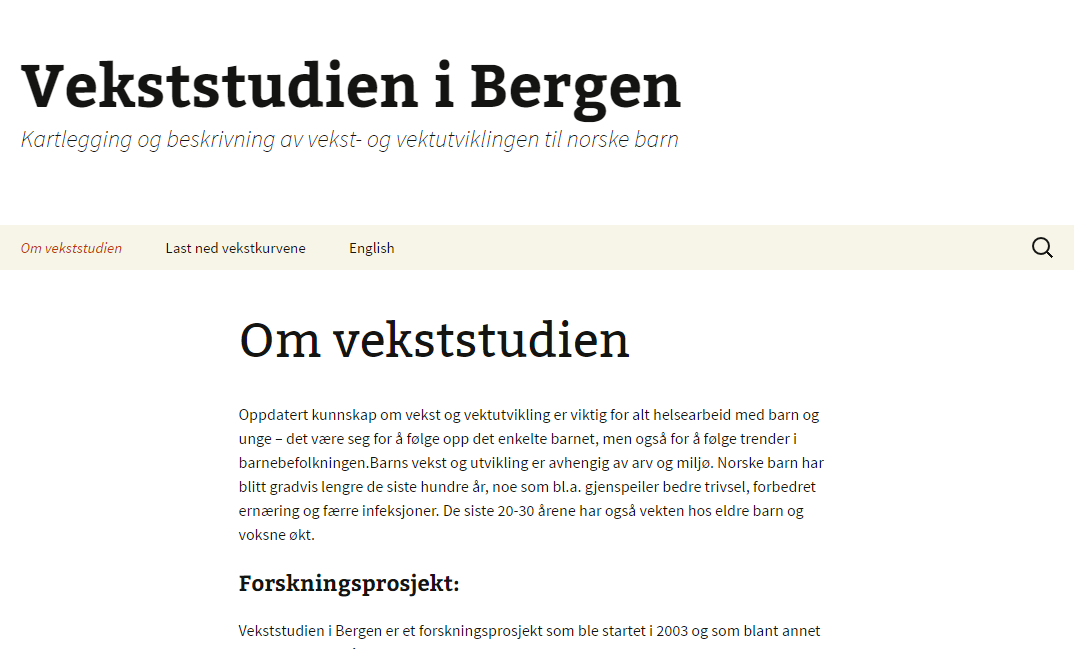 Vekststudien i Bergen
Kartlegging og beskrivning av vekst- og vektutviklingen til norske barn
Om vekststudien
Last ned vekstkurvene
English
Om vekststudien
Oppdatert kunnskap om vekst og vektutvikling er viktig for alt helsearbeid med barn og
unge – det være seg for å følge opp det enkelte barnet, men også for å følge trender i
barnebefolkningen.Barns vekst og utvikling er avhengig av arv og miljø. Norske barn har
blitt gradvis lengre de siste hundre år, noe som bl.a. gjenspeiler bedre trivsel, forbedret
ernæring og færre infeksjoner. De siste 20-30 årene har også vekten hos eldre barn og
voksne økt.
Forskningsprosjekt:
Vekststudien i Bergen er et forskningsprosjekt som ble startet i 2003 og som blant annet